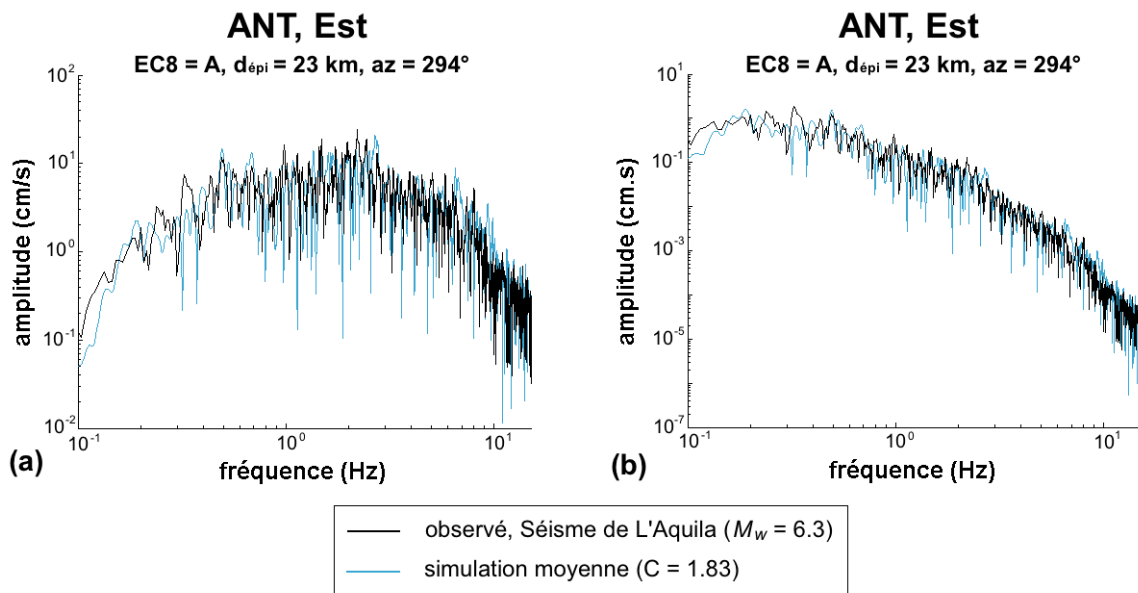 ANT, Est
EC8 = A, dépi = 23 km, az = 294°
10²
10¹
10⁰
10⁻¹
10⁻²
amplitude (cm/s)
10⁻¹
10⁰
10¹
fréquence (Hz)
(a)
ANT, Est
EC8 = A, dépi = 23 km, az = 294°
10¹
10⁻¹
10⁻³
10⁻⁵
10⁻⁷
amplitude (cm.s)
10⁻¹
10⁰
10¹
fréquence (Hz)
(b)
observé, Séisme de L'Aquila (Mw = 6.3)
simulation moyenne (C = 1.83)